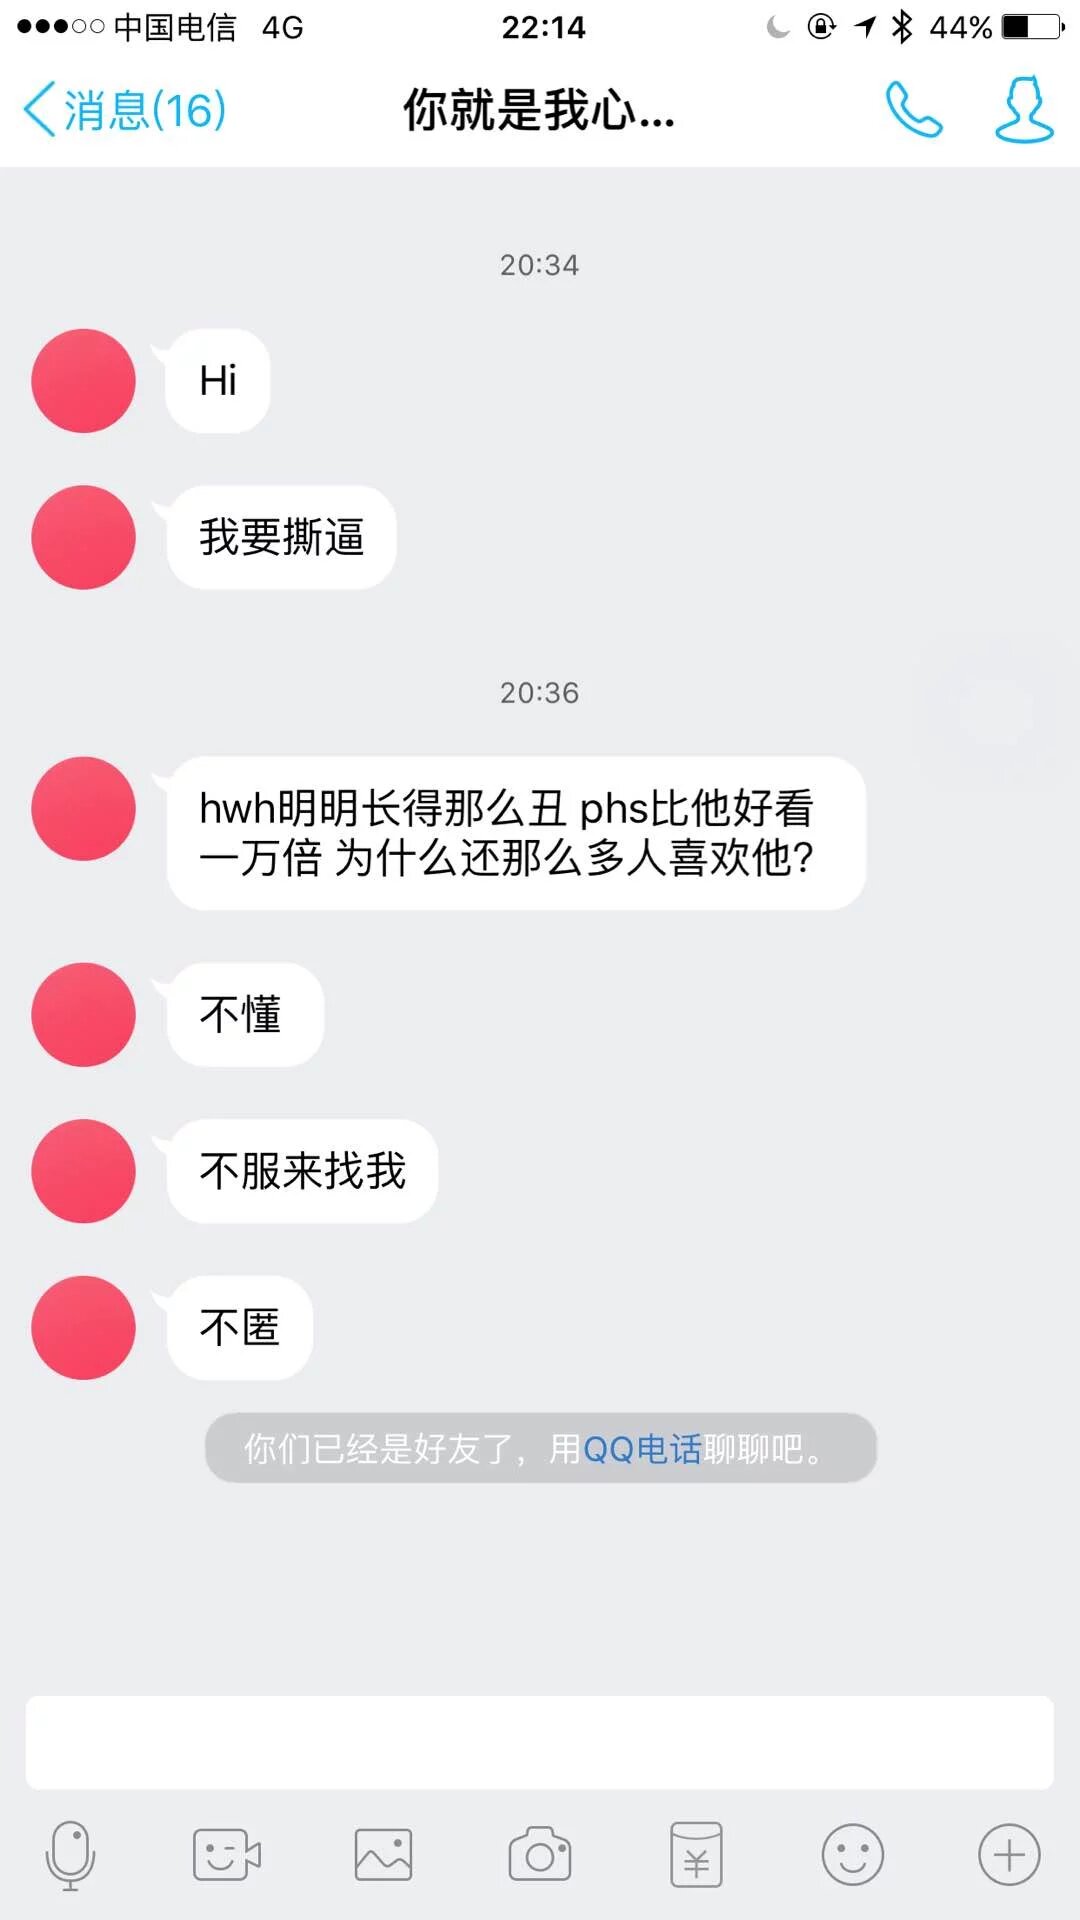 中国电信 4G 22:14 44%
消息(16) 你就是我心...
20:34
Hi
我要撕逼
20:36
hwh明明长得那么丑 phs比他好看
一万倍 为什么还那么多人喜欢他?
不懂
不服来找我
不匿
你们已经是好友了，用QQ电话聊聊吧。
¥